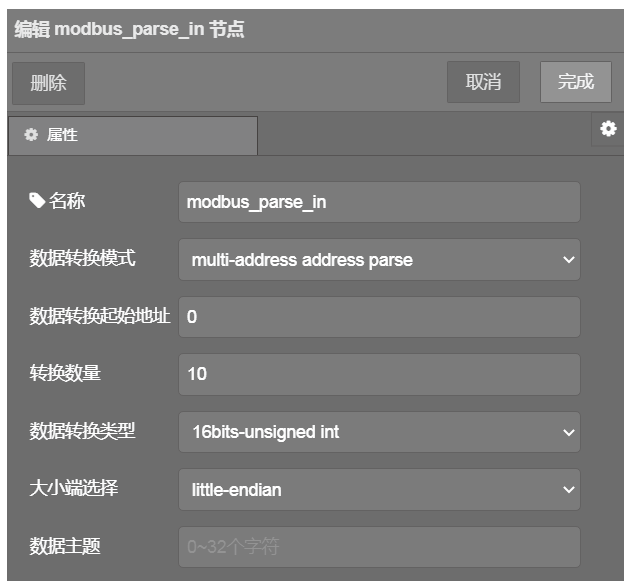 编辑 modbus_parse_in 节点
删除 取消 完成
属性
名称 modbus_parse_in
数据转换模式 multi-address address parse
数据转换起始地址 0
转换数量 10
数据转换类型 16bits-unsigned int
大小端选择 little-endian
数据主题 0~32个字符